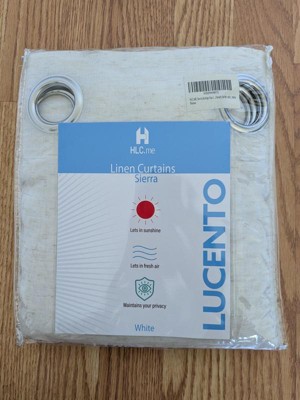 HLC.me
Linen Curtains
Sierra
Lets in sunshine
Lets in fresh air
Maintains your privacy
White
LUCENTO